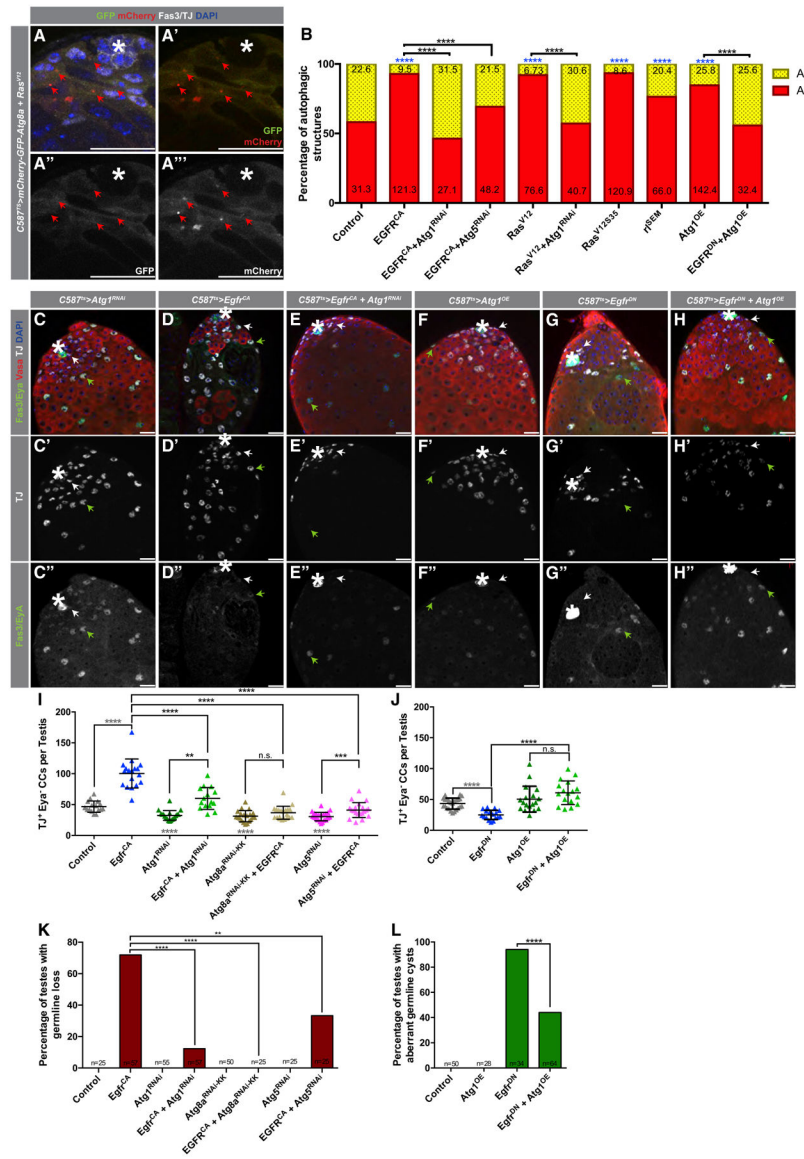 GFP mCherry Fas3/TJ DAPI
C587ᵀˢ>mCherry-GFP-Atg8a + Rasⱽ¹²
A
A'
GFP
mCherry
A''
GFP
A'''
mCherry
B
Percentage of autophagic structures
100
50
0
**** **** **** ****
**** **** **** **** ****
22.6 9.5 31.5 21.5 6.73 30.6 8.6 20.4 25.8 25.6
31.3 121.3 27.1 46.2 76.6 40.7 120.9 66.0 142.4 32.4
A
A
Control
EGFRᶜᴬ
EGFRᶜᴬ+Atg1ᴿᴺᴬⁱ
EGFRᶜᴬ+Atg5ᴿᴺᴬⁱ
Rasⱽ¹²
Rasⱽ¹²+Atg1ᴿᴺᴬⁱ
Rasⱽ¹²ˢ³⁵
rlˢᴱᴹ
Atg1ᴼᴱ
EGFRᴰᴺ+Atg1ᴼᴱ
C587ᵗˢ>Atg1ᴿᴺᴬⁱ
C587ᵗˢ>Egfrᶜᴬ
C587ᵗˢ>Egfrᶜᴬ + Atg1ᴿᴺᴬⁱ
C587ᵗˢ>Atg1ᴼᴱ
C587ᵗˢ>Egfrᴰᴺ
C587ᵗˢ>Egfrᴰᴺ + Atg1ᴼᴱ
Fas3/Eya Vasa TJ DAPI
C D E F G H
TJ
C' D' E' F' G' H'
Fas3/EyA
C'' D'' E'' F'' G'' H''
I
TJ⁺ Eya⁻ CCs per Testis
200
150
100
50
0
****
****
**** **** ** n.s. ***
**** **** ****
Control
Egfrᶜᴬ
Atg1ᴿᴺᴬⁱ
Egfrᶜᴬ + Atg1ᴿᴺᴬⁱ
Atg8aᴿᴺᴬⁱ⁻ᴷᴷ
Atg8aᴿᴺᴬⁱ⁻ᴷᴷ + EGFRᶜᴬ
Atg5ᴿᴺᴬⁱ
Atg5ᴿᴺᴬⁱ + EGFRᶜᴬ
J
TJ⁺ Eya⁻ CCs per Testis
200
150
100
50
0
**** **** n.s.
Control
Egfrᴰᴺ
Atg1ᴼᴱ
Egfrᴰᴺ + Atg1ᴼᴱ
K
Percentage of testes with germline loss
80
60
40
20
0
**
****
****
n=25 n=55 n=50 n=25 n=25
Control
Egfrᶜᴬ
Atg1ᴿᴺᴬⁱ
Egfrᶜᴬ + Atg1ᴿᴺᴬⁱ
Atg8aᴿᴺᴬⁱ⁻ᴷᴷ
EGFRᶜᴬ + Atg8aᴿᴺᴬⁱ⁻ᴷᴷ
Atg5ᴿᴺᴬⁱ
EGFRᶜᴬ + Atg5ᴿᴺᴬⁱ
L
Percentage of testes with aberrant germline cysts
100
80
60
40
20
0
****
n=50 n=34
Control
Atg1ᴼᴱ
Egfrᴰᴺ
Egfrᴰᴺ + Atg1ᴼᴱ